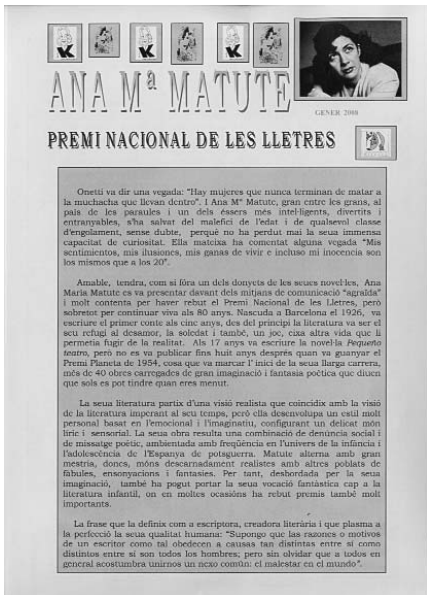 ANA Mª MATUTE
GENER 2008
PREMI NACIONAL DE LES LLETRES
Onetti va dir una vegada: “Hay mujeres que nunca terminan de matar a
la muchacha que llevan dentro”. I Ana Mª Matute, gran entre les grans, al
país de les paraules i un dels éssers més intel·ligents, divertits i
entranyables, s’ha salvat del malefici de l’edat i de qualsevol classe
d’engolament, sense dubte, perquè no ha perdut mai la seua immensa
capacitat de curiositat. Ella mateixa ha comentat alguna vegada “Mis
sentimientos, mis ilusiones, mis ganas de vivir e incluso mi inocencia son
los mismos que a los 20”.
Amable, tendra, com si fóra un dels donyets de les seues novel·les, Ana
Maria Matute es va presentar davant dels mitjans de comunicació “agraïda”
i molt contenta per haver rebut el Premi Nacional de les Lletres, però
sobretot per continuar viva als 80 anys. Nascuda a Barcelona el 1926, va
escriure el primer conte als cinc anys, des del principi la literatura va ser el
seu refugi al desamor, la soledat i també, un joc, eixa altra vida que li
permetia fugir de la realitat. Als 17 anys va escriure la novel·la Pequeño
teatro, però no es va publicar fins huit anys després quan va guanyar el
Premi Planeta de 1954, cosa que va marcar l’ inici de la seua llarga carrera,
més de 40 obres carregades de gran imaginació i fantasia poètica que diuen
que sols es pot tindre quan eres menut.
La seua literatura partix d’una visió realista que coincidix amb la visió
de la literatura imperant al seu temps, però ella desenvolupa un estil molt
personal basat en l’emocional i l’imaginatiu, configurant un delicat món
líric i sensorial. La seua obra resulta una combinació de denúncia social i
de missatge poètic, ambientada amb freqüència en l’univers de la infància i
l’adolescència de l’Espanya de potsguerra. Matute alterna amb gran
mestria, doncs, móns descarnadament realistes amb altres poblats de
fàbules, ensonyacions i fantasies. Per tant, desbordada per la seua
imaginació, també ha pogut portar la seua vocació fantàstica cap a la
literatura infantil, on en moltes ocasións ha rebut premis també molt
importants.
La frase que la definix com a escriptora, creadora literària i que plasma a
la perfecció la seua qualitat humana: “Supongo que las razones o motivos
de un escritor como tal obedecen a causas tan distintas entre sí como
distintos entre sí son todos los hombres; pero sin olvidar que a todos en
general acostumbra unirnos un nexo común: el malestar en el mundo”.